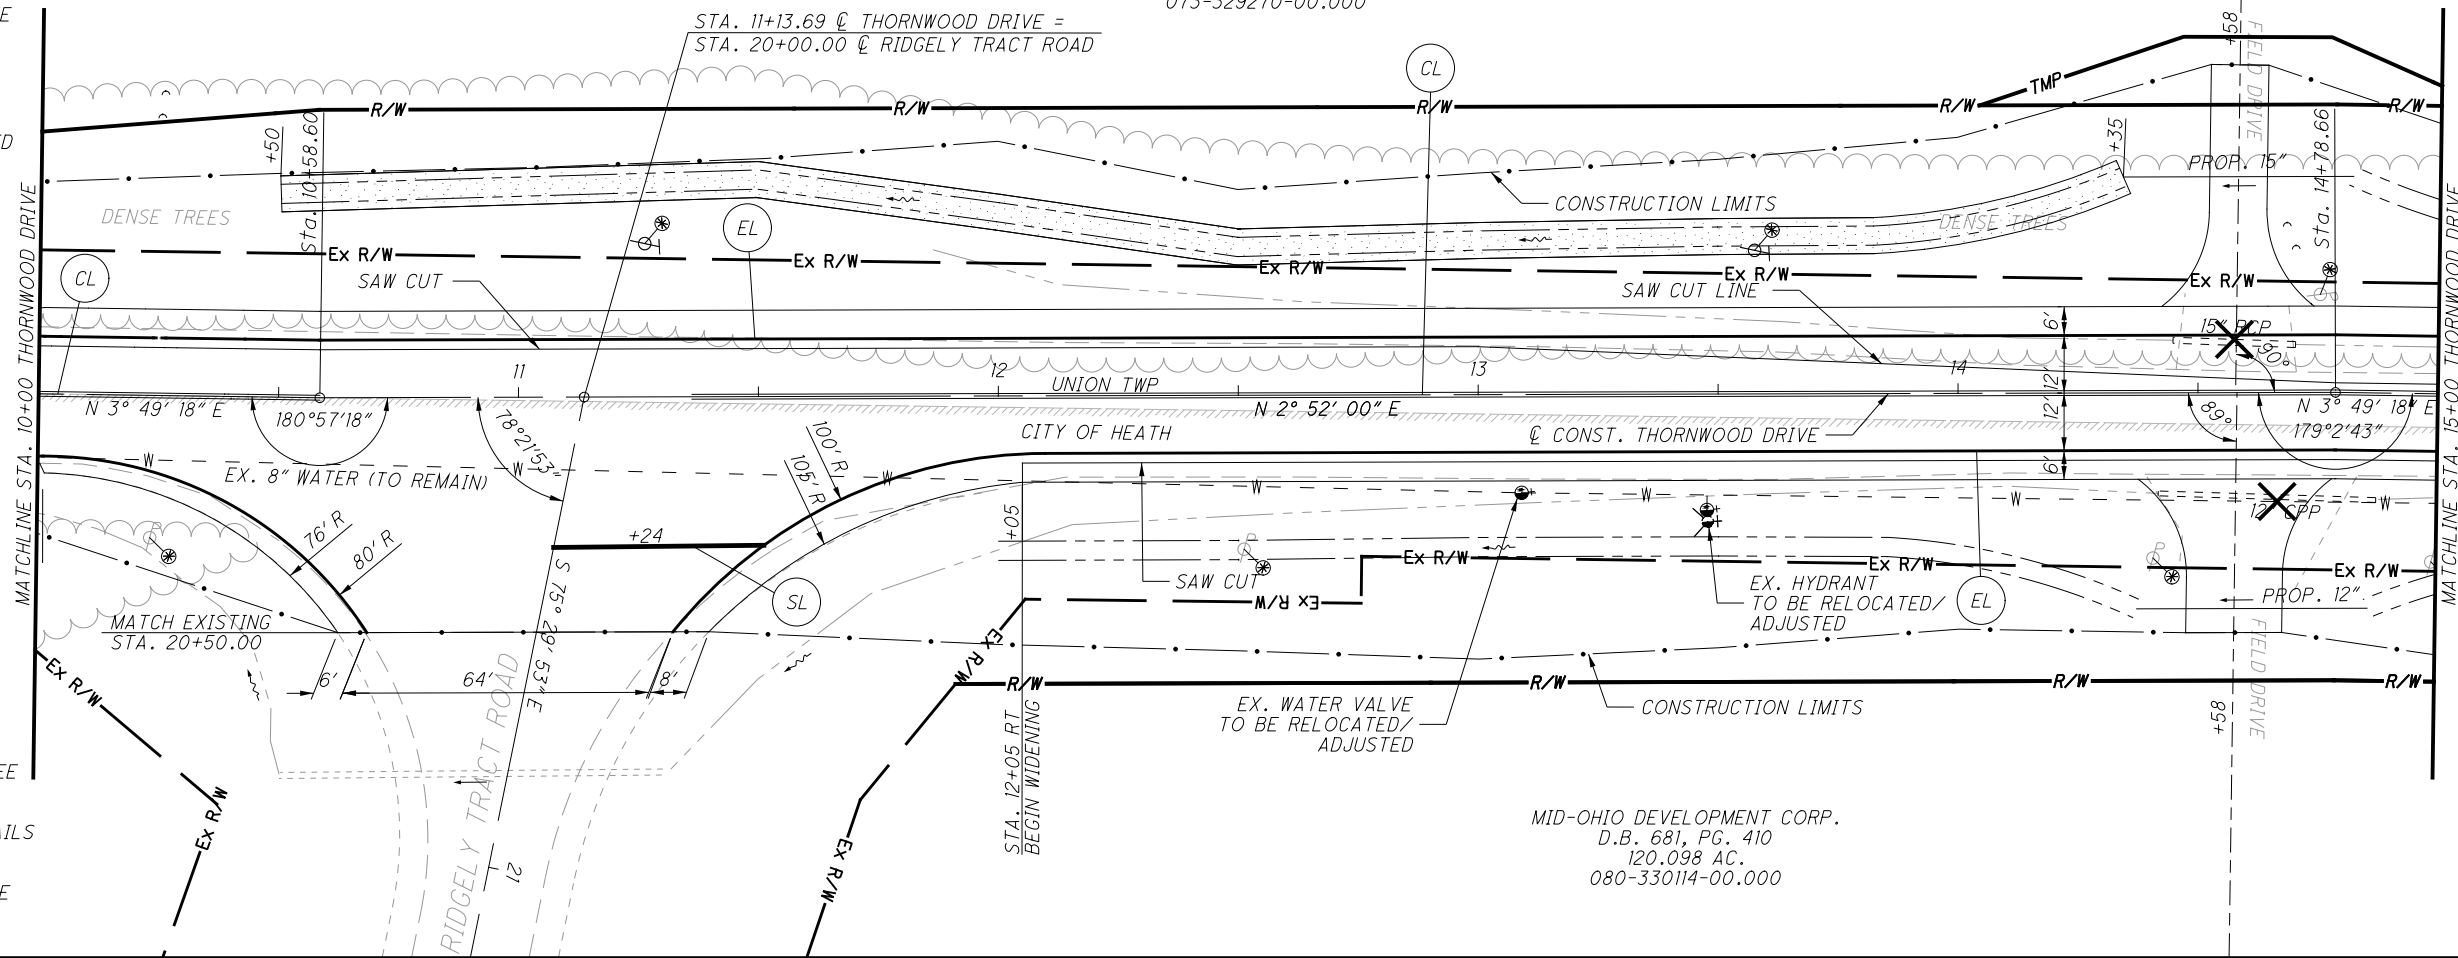 075-329270-00.000
STA. 11+13.69 ℄ THORNWOOD DRIVE =
STA. 20+00.00 ℄ RIDGELY TRACT ROAD
CL
+58
FIELD DRIVE
TMP
R/W
R/W
R/W
R/W
R/W
+50
Sta. 10+58.60
+35
PROP. 15"
Sta. 14+78.66
MATCHLINE STA. 10+00 THORNWOOD DRIVE
MATCHLINE STA. 15+00 THORNWOOD DRIVE
DENSE TREES
CONSTRUCTION LIMITS
DENSE TREES
EL
Ex R/W
Ex R/W
Ex R/W
Ex R/W
Ex R/W
CL
SAW CUT
SAW CUT LINE
6'
15" RCP
90°
11
12
13
14
UNION TWP
12'
12'
N 3° 49' 18" E
180°57'18"
78°21'53"
N 2° 52' 00" E
89°
N 3° 49' 18" E
179°2'43"
CITY OF HEATH
℄ CONST. THORNWOOD DRIVE
100' R
105' R
6'
W
W
W
W
W
W
W
EX. 8" WATER (TO REMAIN)
76' R
80' R
+24
+05
12" CPP
SAW CUT
Ex R/W
Ex R/W
Ex R/W
Ex R/W
EX. HYDRANT
TO BE RELOCATED/
ADJUSTED
EL
PROP. 12"
SL
MATCH EXISTING
STA. 20+50.00
S 75° 29' 53" E
Ex R/W
Ex R/W
6'
64'
8'
R/W
R/W
R/W
R/W
EX. WATER VALVE
TO BE RELOCATED/
ADJUSTED
CONSTRUCTION LIMITS
+58
FIELD DRIVE
STA. 12+05 RT
BEGIN WIDENING
Ex R/W
Ex R/W
RIDGELY TRACT ROAD
21
MID-OHIO DEVELOPMENT CORP.
D.B. 681, PG. 410
120.098 AC.
080-330114-00.000